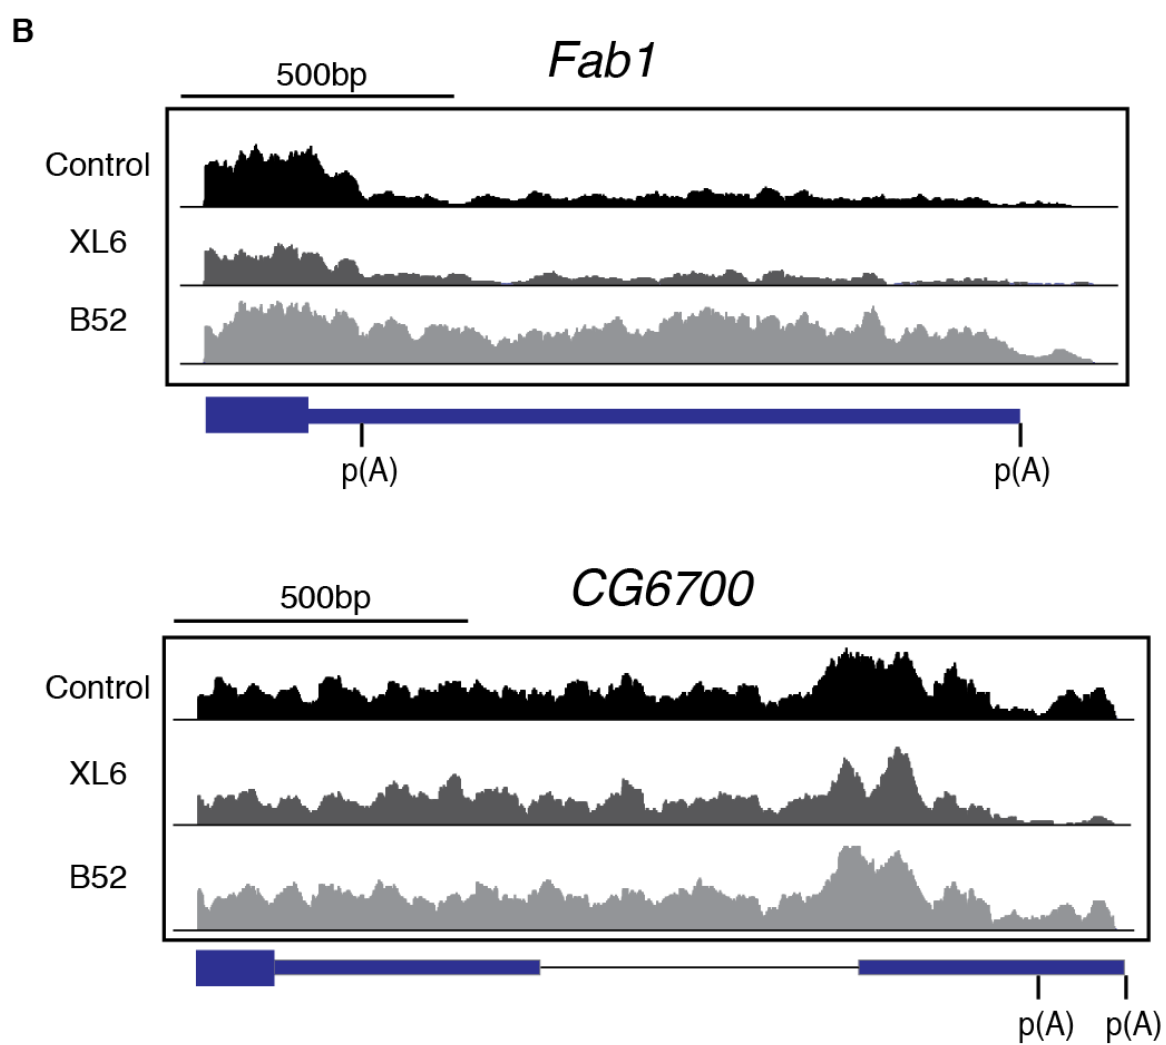 B
Fab1
500bp
Control
XL6
B52
p(A) p(A)
CG6700
500bp
Control
XL6
B52
p(A) p(A)